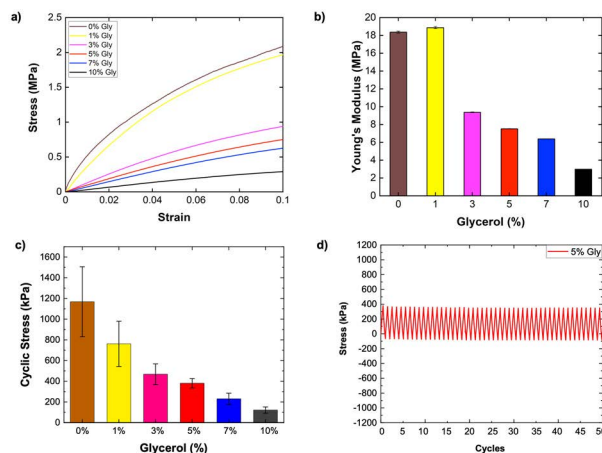 a)
0% Gly
1% Gly
3% Gly
5% Gly
7% Gly
10% Gly
Stress (MPa)
2.5
2
1.5
1
0.5
0
0 0.02 0.04 0.06 0.08 0.1
Strain
b)
Young's Modulus (MPa)
20
18
16
14
12
10
8
6
4
2
0
0 1 3 5 7 10
Glycerol (%)
c)
Cyclic Stress (kPa)
1600
1400
1200
1000
800
600
400
200
0
0% 1% 3% 5% 7% 10%
Glycerol (%)
d)
5% Gly
Stress (kPa)
1200
1000
800
600
400
200
0
-200
-400
-600
-800
-1000
-1200
0 5 10 15 20 25 30 35 40 45 50
Cycles